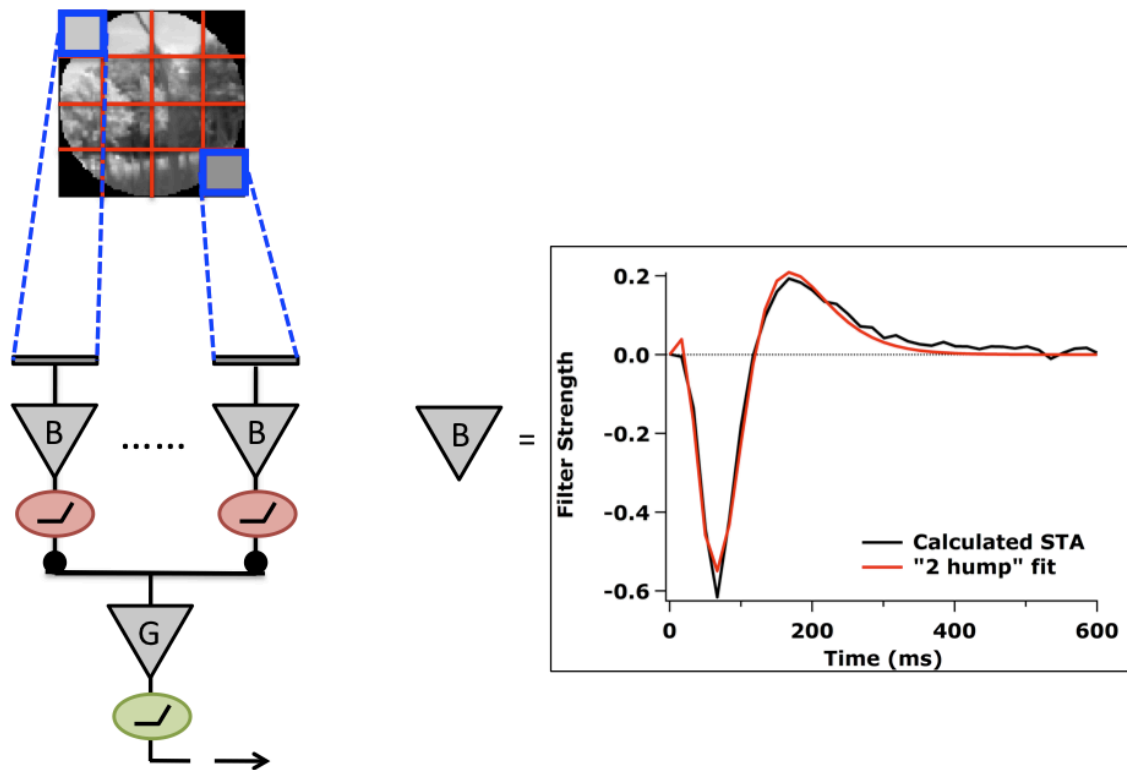 B
......
B
G
B
=
Filter Strength
0.2
0.0
-0.2
-0.4
-0.6
Calculated STA
"2 hump" fit
0
200
400
600
Time (ms)